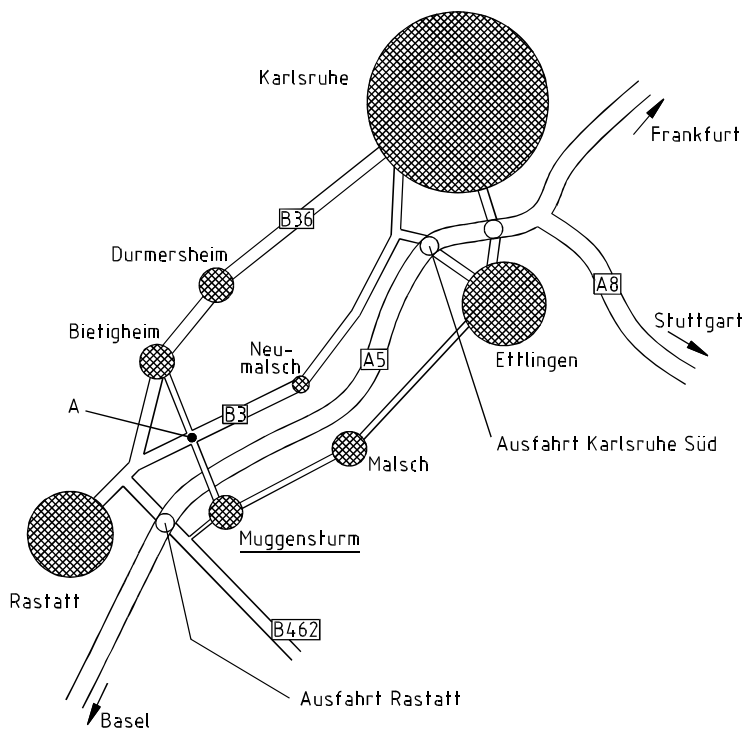 Karlsruhe
Frankfurt
B36
Durmersheim
A8
Stuttgart
Bietigheim
Neu-
malsch
A5
Ettlingen
A
B3
Ausfahrt Karlsruhe Süd
Malsch
Muggensturm
Rastatt
B462
Ausfahrt Rastatt
Basel